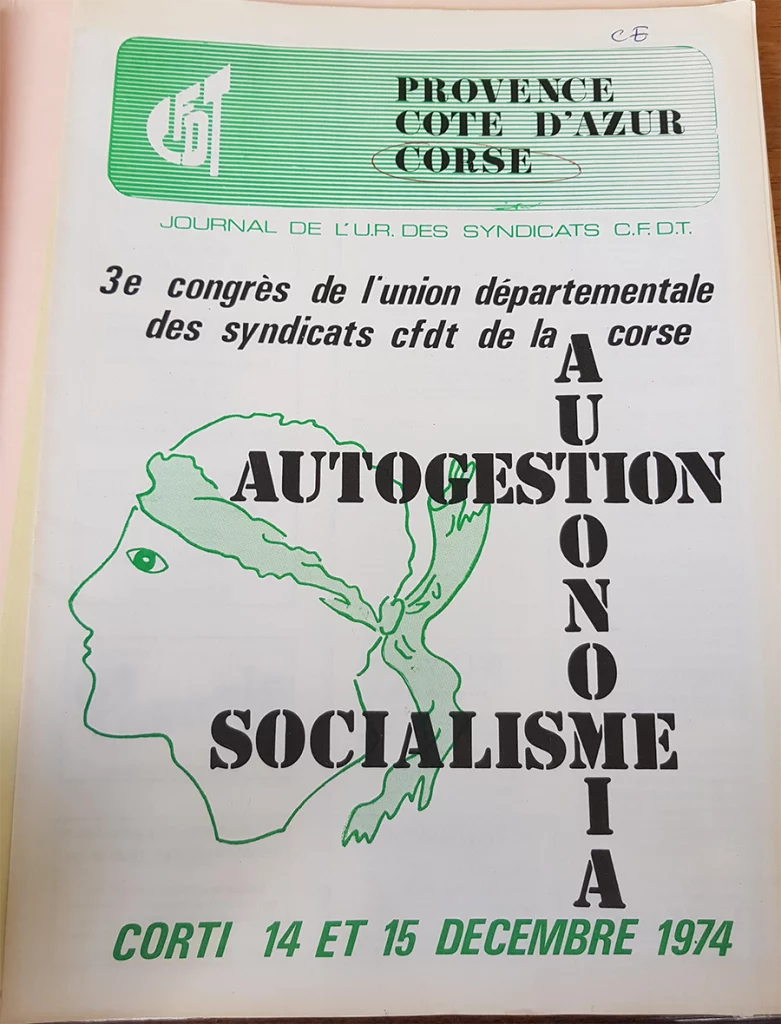 CE
CFDT
PROVENCE
COTE D'AZUR
CORSE
JOURNAL DE L'U.R. DES SYNDICATS C.F.D.T.
3e congrès de l'union départementale
des syndicats cfdt de la corse
AUTOGESTION
AUTONOMIA
SOCIALISME
CORTI 14 ET 15 DECEMBRE 1974